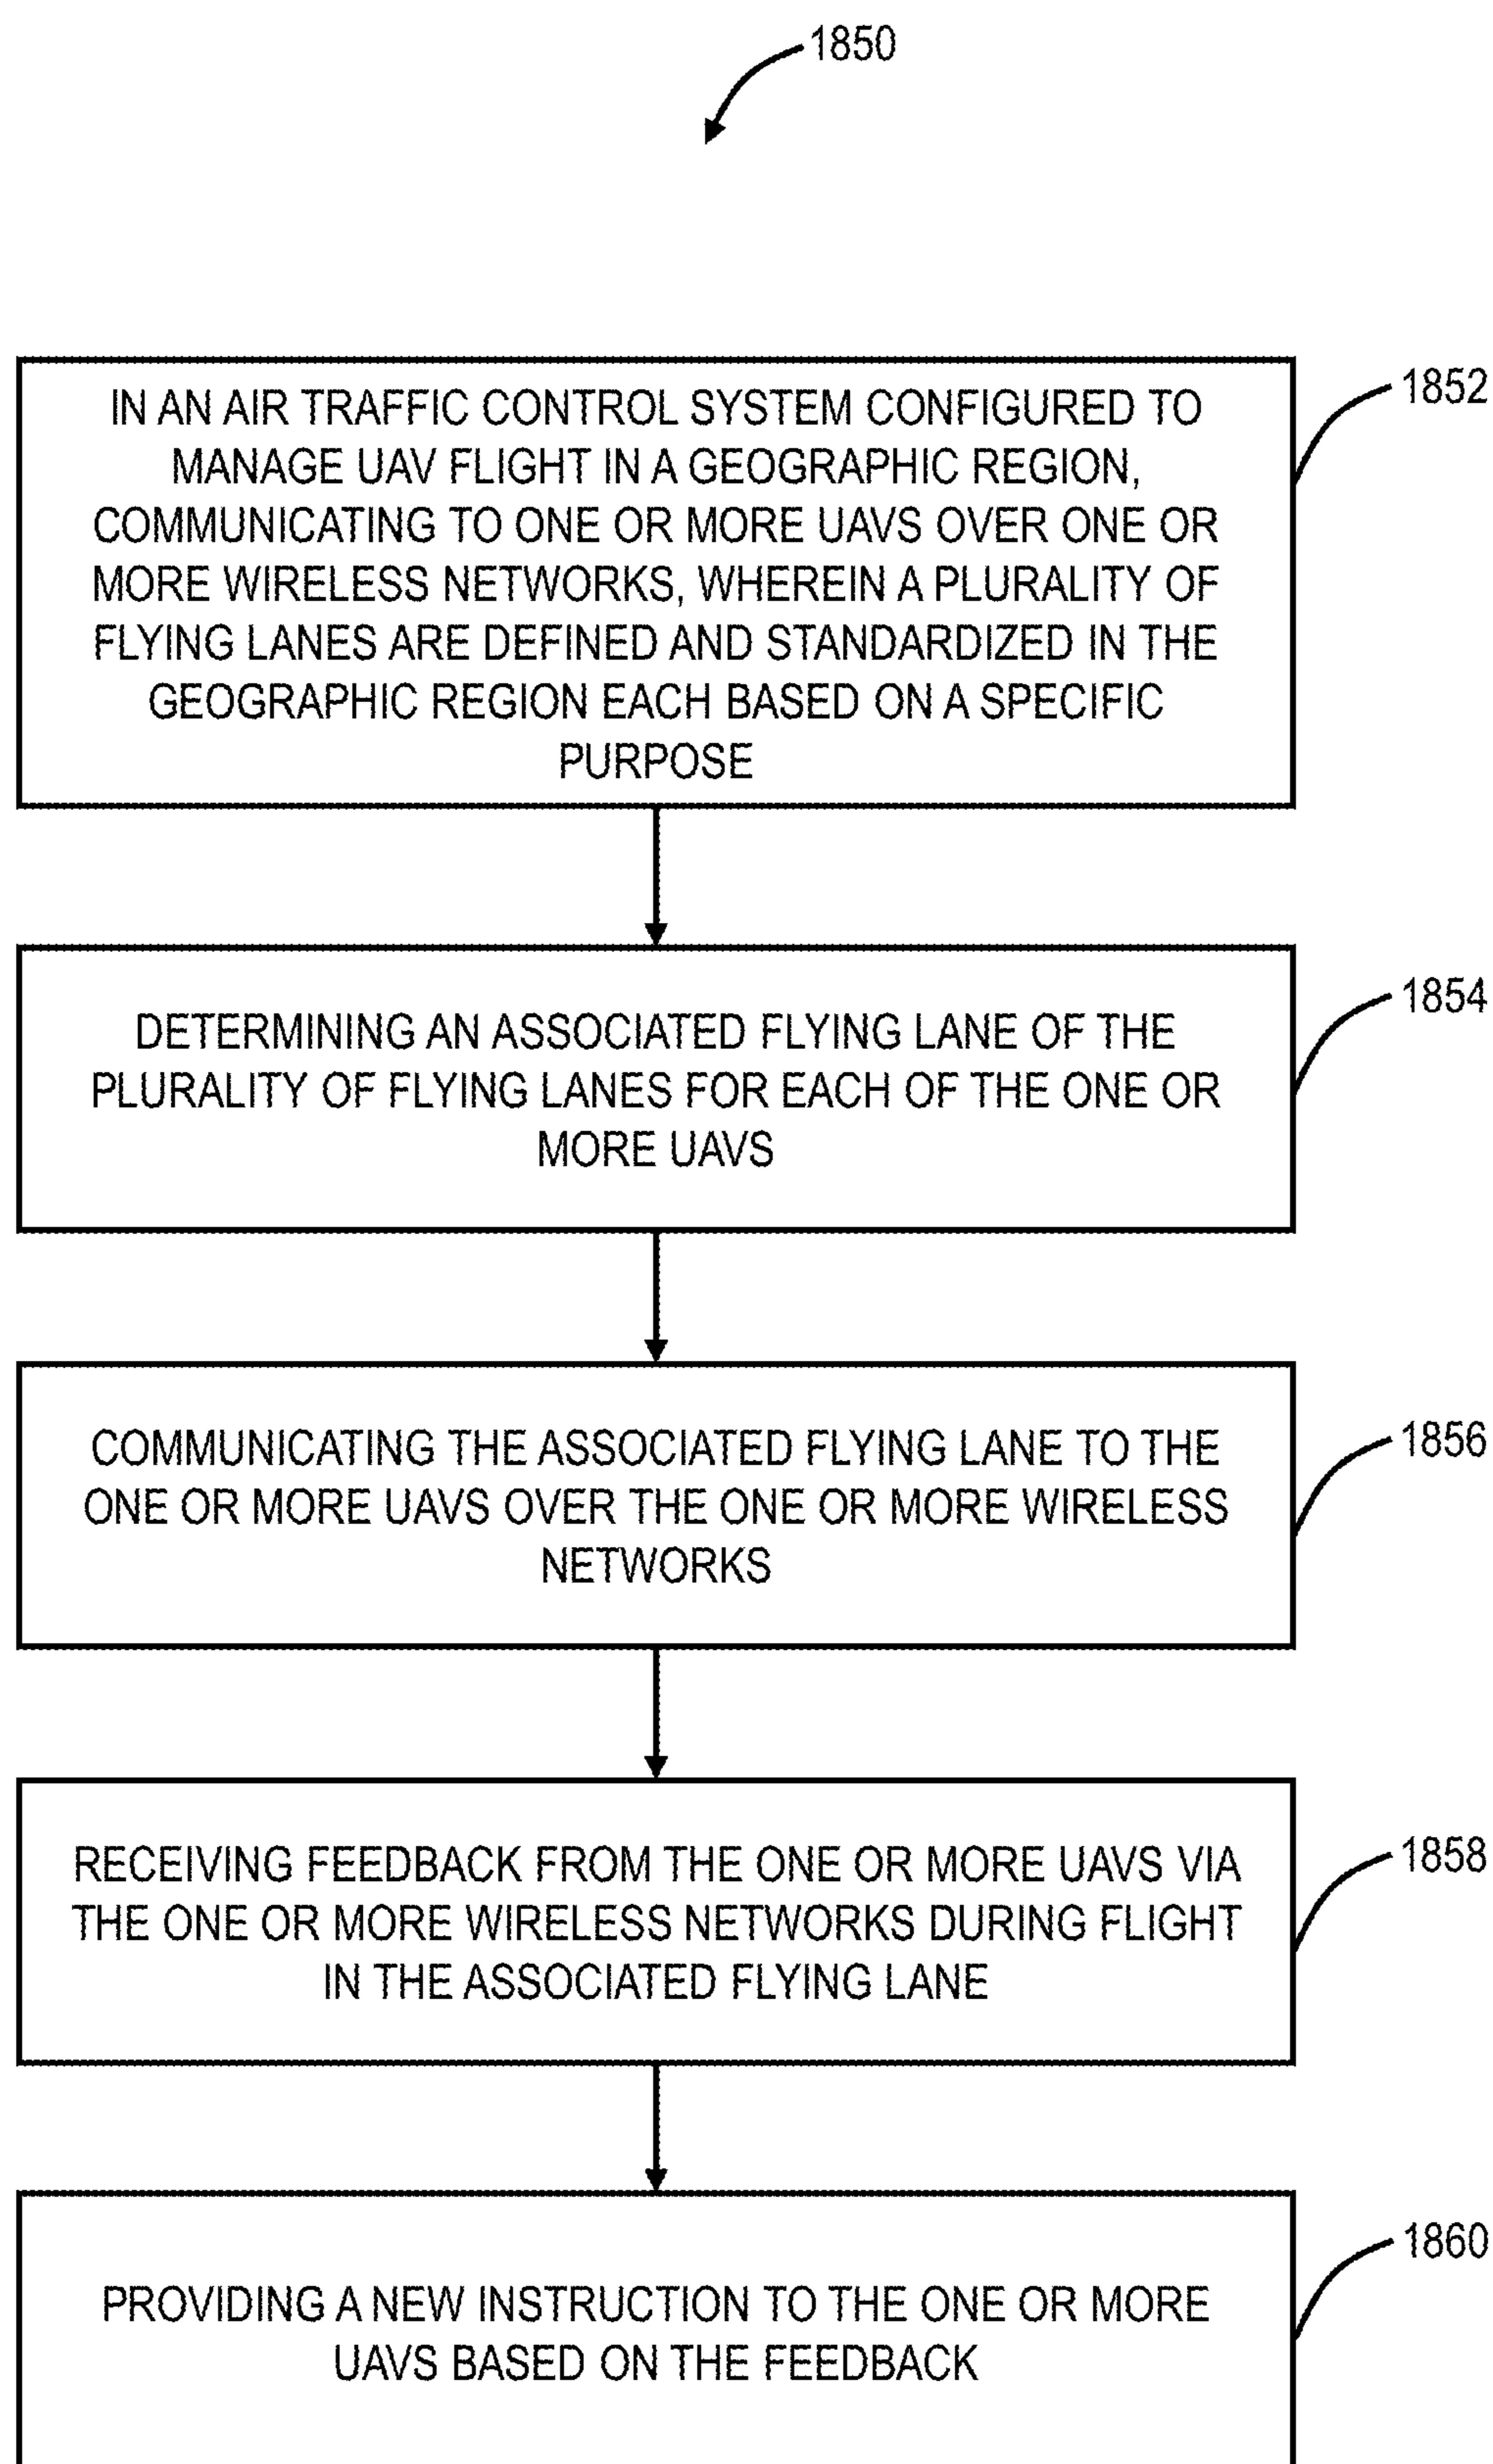 1850
IN AN AIR TRAFFIC CONTROL SYSTEM CONFIGURED TO
MANAGE UAV FLIGHT IN A GEOGRAPHIC REGION,
COMMUNICATING TO ONE OR MORE UAVS OVER ONE OR
MORE WIRELESS NETWORKS, WHEREIN A PLURALITY OF
FLYING LANES ARE DEFINED AND STANDARDIZED IN THE
GEOGRAPHIC REGION EACH BASED ON A SPECIFIC
PURPOSE
1852
DETERMINING AN ASSOCIATED FLYING LANE OF THE
PLURALITY OF FLYING LANES FOR EACH OF THE ONE OR
MORE UAVS
1854
COMMUNICATING THE ASSOCIATED FLYING LANE TO THE
ONE OR MORE UAVS OVER THE ONE OR MORE WIRELESS
NETWORKS
1856
RECEIVING FEEDBACK FROM THE ONE OR MORE UAVS VIA
THE ONE OR MORE WIRELESS NETWORKS DURING FLIGHT
IN THE ASSOCIATED FLYING LANE
1858
PROVIDING A NEW INSTRUCTION TO THE ONE OR MORE
UAVS BASED ON THE FEEDBACK
1860